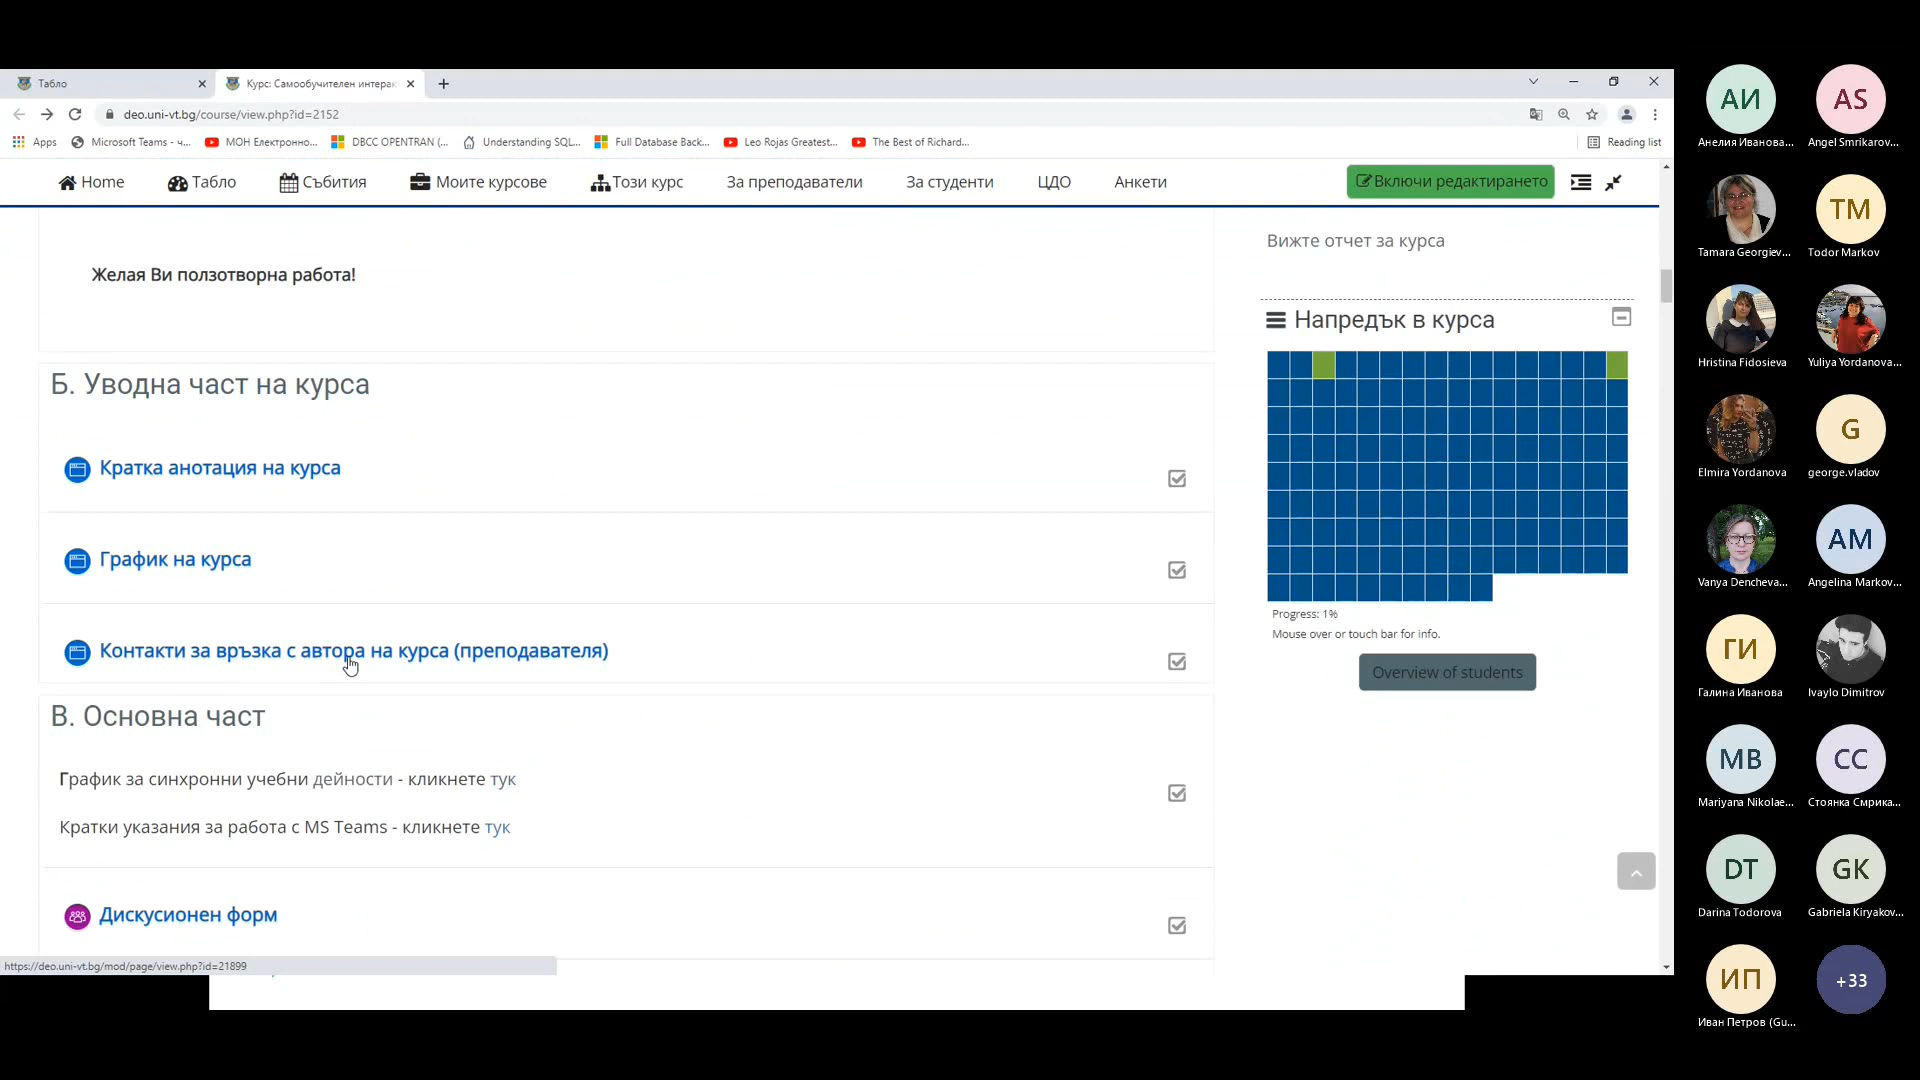 Табло
Курс: Самообучителен интерак
deo.uni-vt.bg/course/view.php?id=2152
Apps
Microsoft Teams - ч...
МОН Електронно...
DBCC OPENTRAN (...
Understanding SQL...
Full Database Back...
Leo Rojas Greatest...
The Best of Richard...
Reading list
Home
Табло
Събития
Моите курсове
Този курс
За преподаватели
За студенти
ЦДО
Анкети
Включи редактирането
Желая Ви ползотворна работа!
Б. Уводна част на курса
Кратка анотация на курса
График на курса
Контакти за връзка с автора на курса (преподавателя)
В. Основна част
График за синхронни учебни дейности - кликнете тук
Кратки указания за работа с MS Teams - кликнете тук
Дискусионен форм
https://deo.uni-vt.bg/mod/page/view.php?id=21899
Вижте отчет за курса
Напредък в курса
Progress: 1%
Mouse over or touch bar for info.
Overview of students
АИ
AS
Анелия Иванова...
Angel Smrikarov...
TM
Tamara Georgiev...
Todor Markov
Hristina Fidosieva
Yuliya Yordanova...
G
Elmira Yordanova
george.vladov
AM
Vanya Dencheva...
Angelina Markov...
ГИ
Галина Иванова
Ivaylo Dimitrov
MB
CC
Mariyana Nikolae...
Стоянка Смрика...
DT
GK
Darina Todorova
Gabriela Kiryakov...
ИП
+33
Иван Петров (Gu...